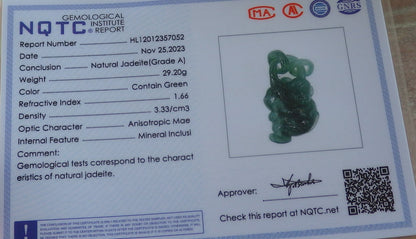 NQTC
GEMOLOGICAL
INSTITUTE
REPORT
MA
GNRS
Report Number HL12012357052
Date Nov 25.2023
Conclusion Natural Jadeite(Grade A)
Weight 29.20g
Color Contain Green
Refractive Index 1.66
Density 3.33/cm3
Optic Character Anisotropic Mae
Internal Feature Mineral Inclusi
Comment:
Gemological tests correspond to the charact
eristics of natural jadeite.
Approver:
Check this report at NQTC.net